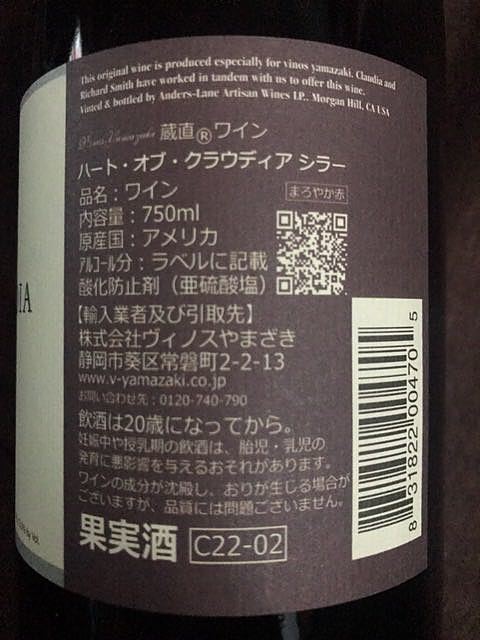 This original wine is produced especially for vinos yamazaki. Claudia and
Richard Smith have worked in tandem with us to offer this wine.
Vinted & bottled by Anders-Lane Artisan Wines LP., Morgan Hill, CA USA
蔵直®ワイン
ハート・オブ・クラウディア シラー
品名：ワイン
まろやか赤
内容量：750ml
原産国：アメリカ
アルコール分：ラベルに記載
酸化防止剤（亜硫酸塩）
【輸入業者及び引取先】
株式会社ヴィノスやまざき
静岡市葵区常磐町2-2-13
www.v-yamazaki.co.jp
お問い合わせ先：0120-740-790
飲酒は20歳になってから。
妊娠中や授乳期の飲酒は、胎児・乳児の
発育に悪影響を与えるおそれがあります。
ワインの成分が沈殿し、おりが生じる場合が
ございますが、品質には問題ございません。
果実酒 C22-02
8 31822 00470 5
IA